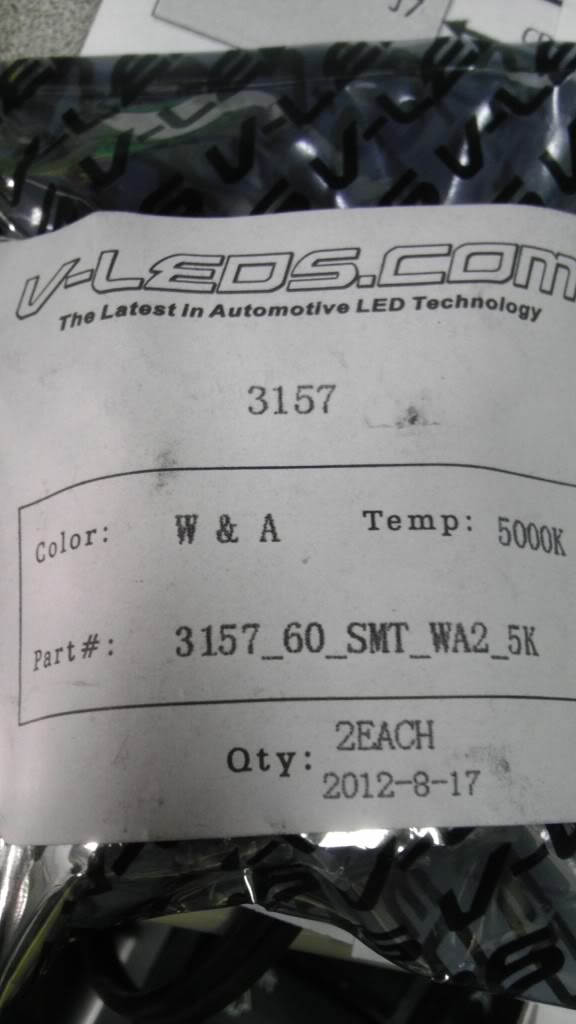 V-LEDS.COM
The Latest in Automotive LED Technology
3157
Color: W & A Temp: 5000K
Part#: 3157_60_SMT_WA2_5K
Qty: 2EACH
2012-8-17